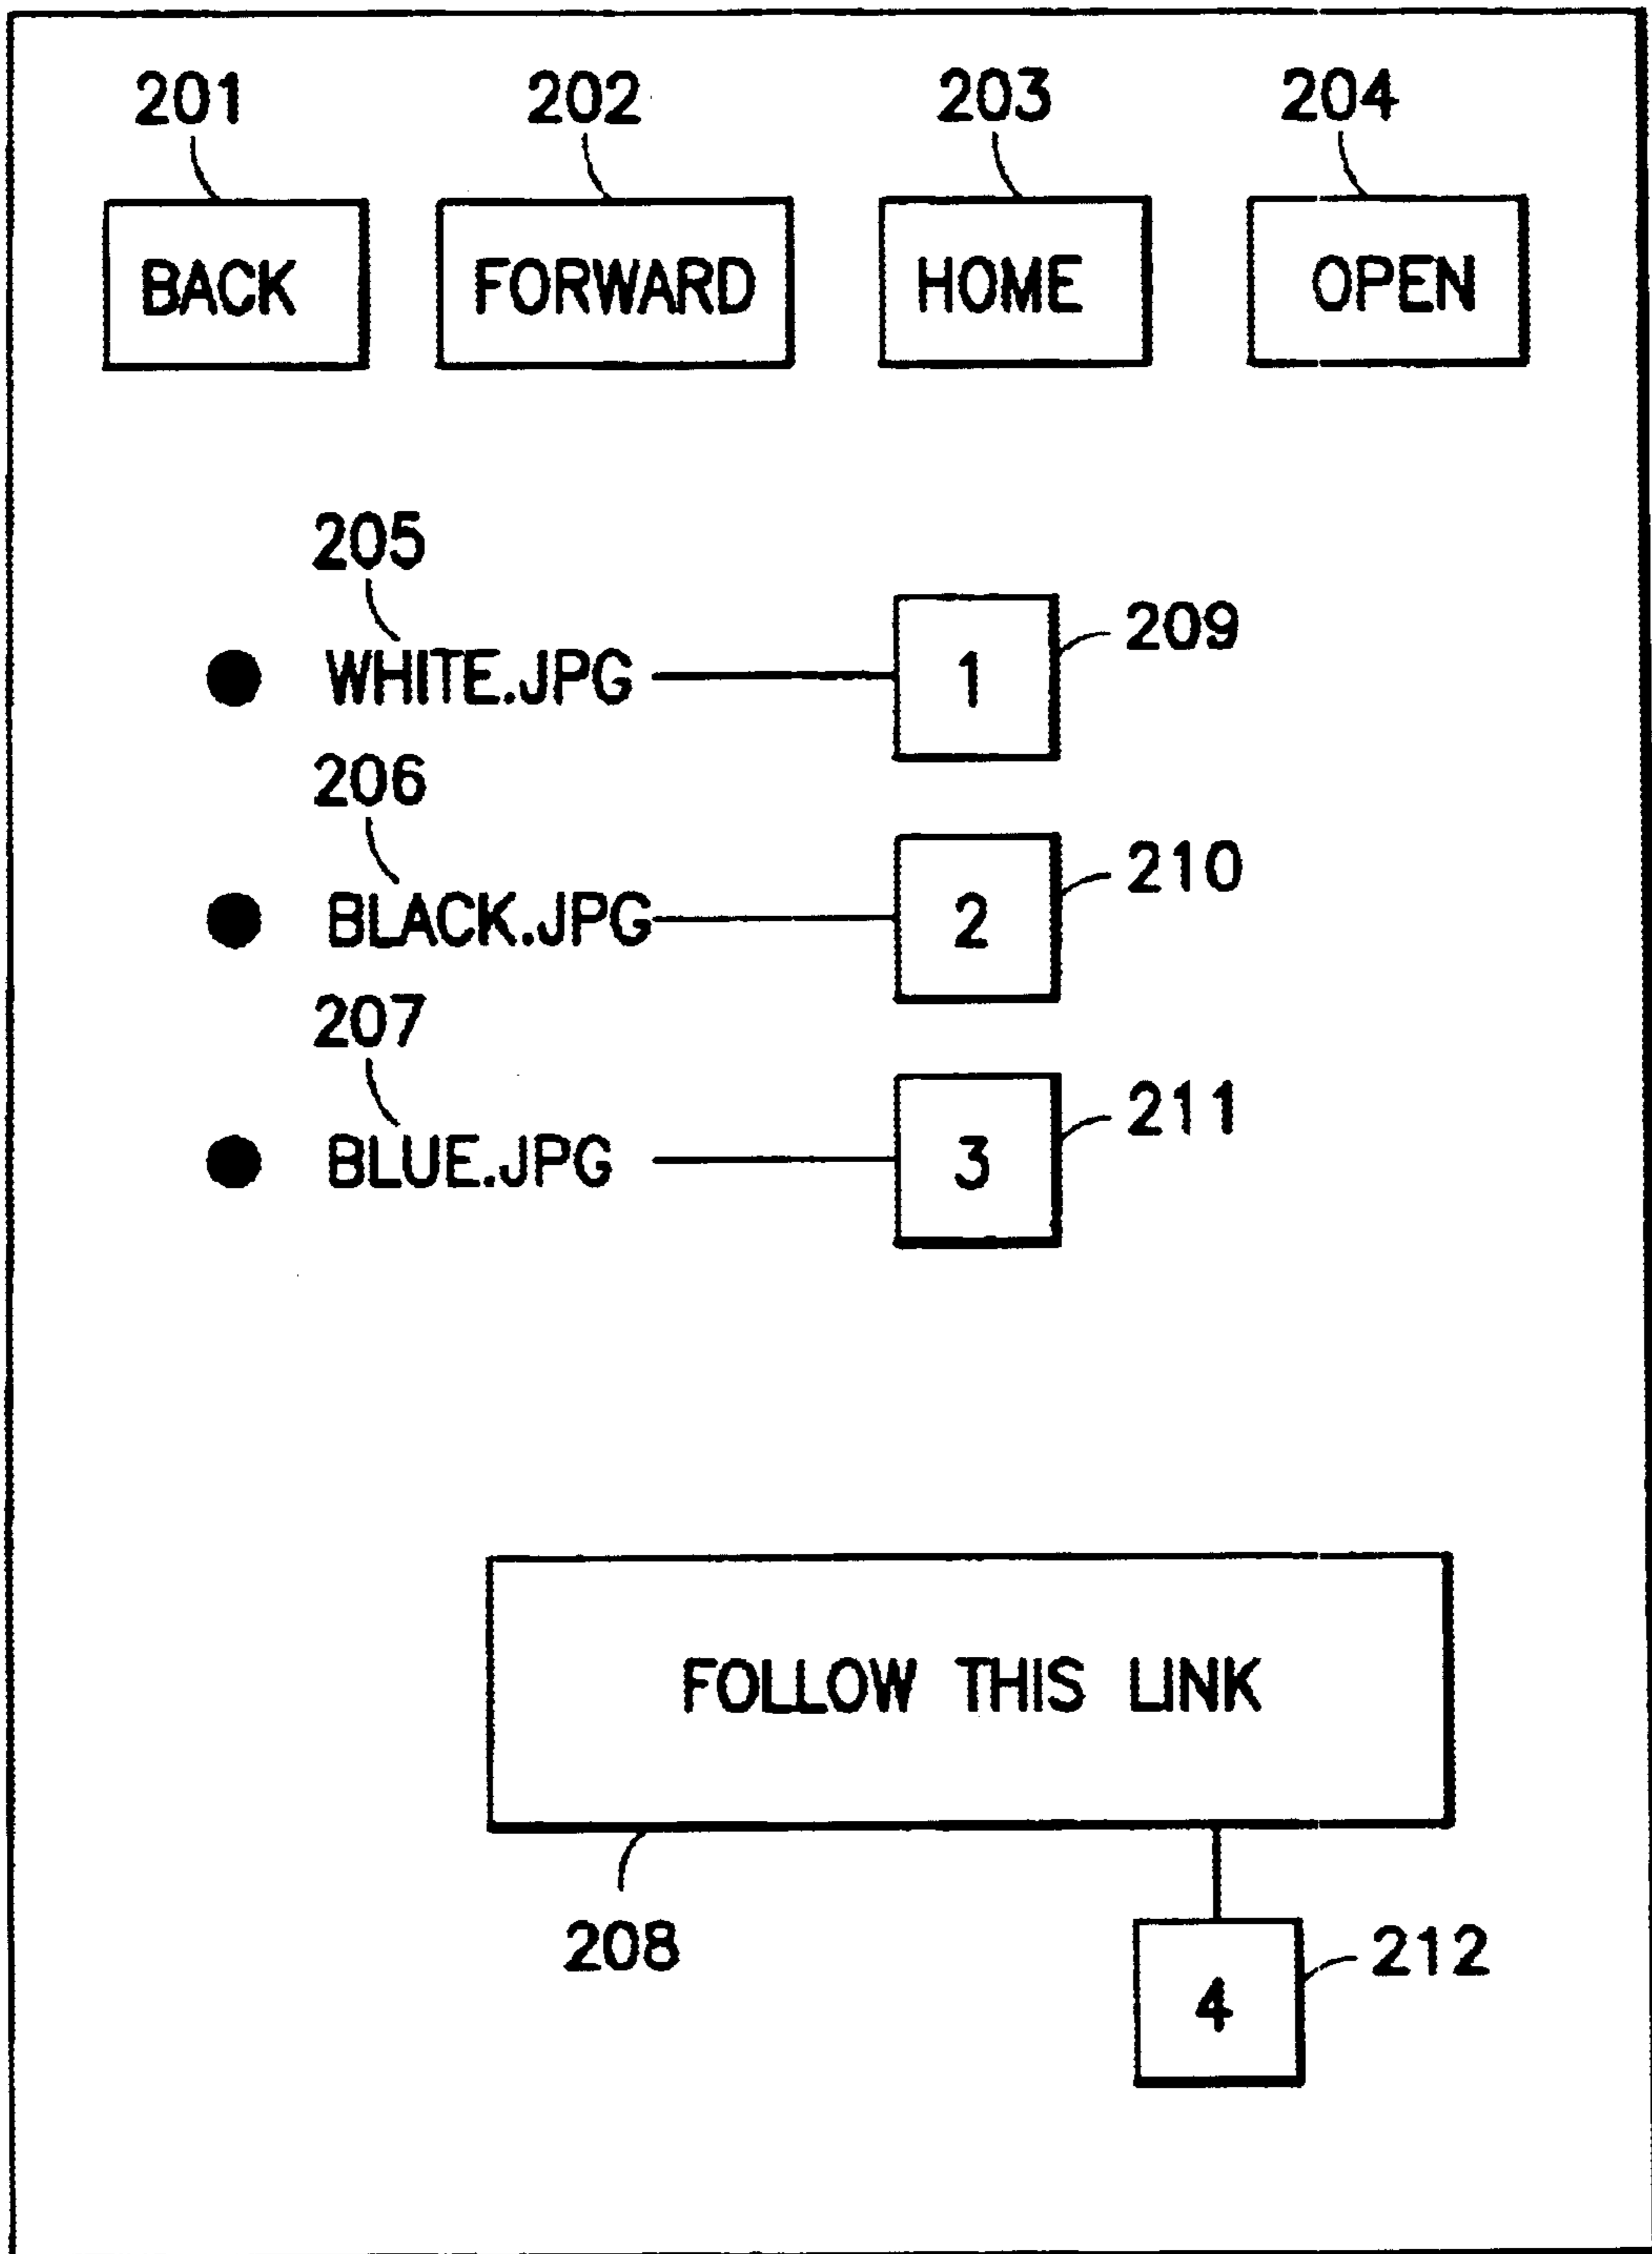 201 202 203 204
BACK FORWARD HOME OPEN
205
WHITE.JPG 1 209
206
BLACK.JPG 2 210
207
BLUE.JPG 3 211
FOLLOW THIS LINK
208 212
4